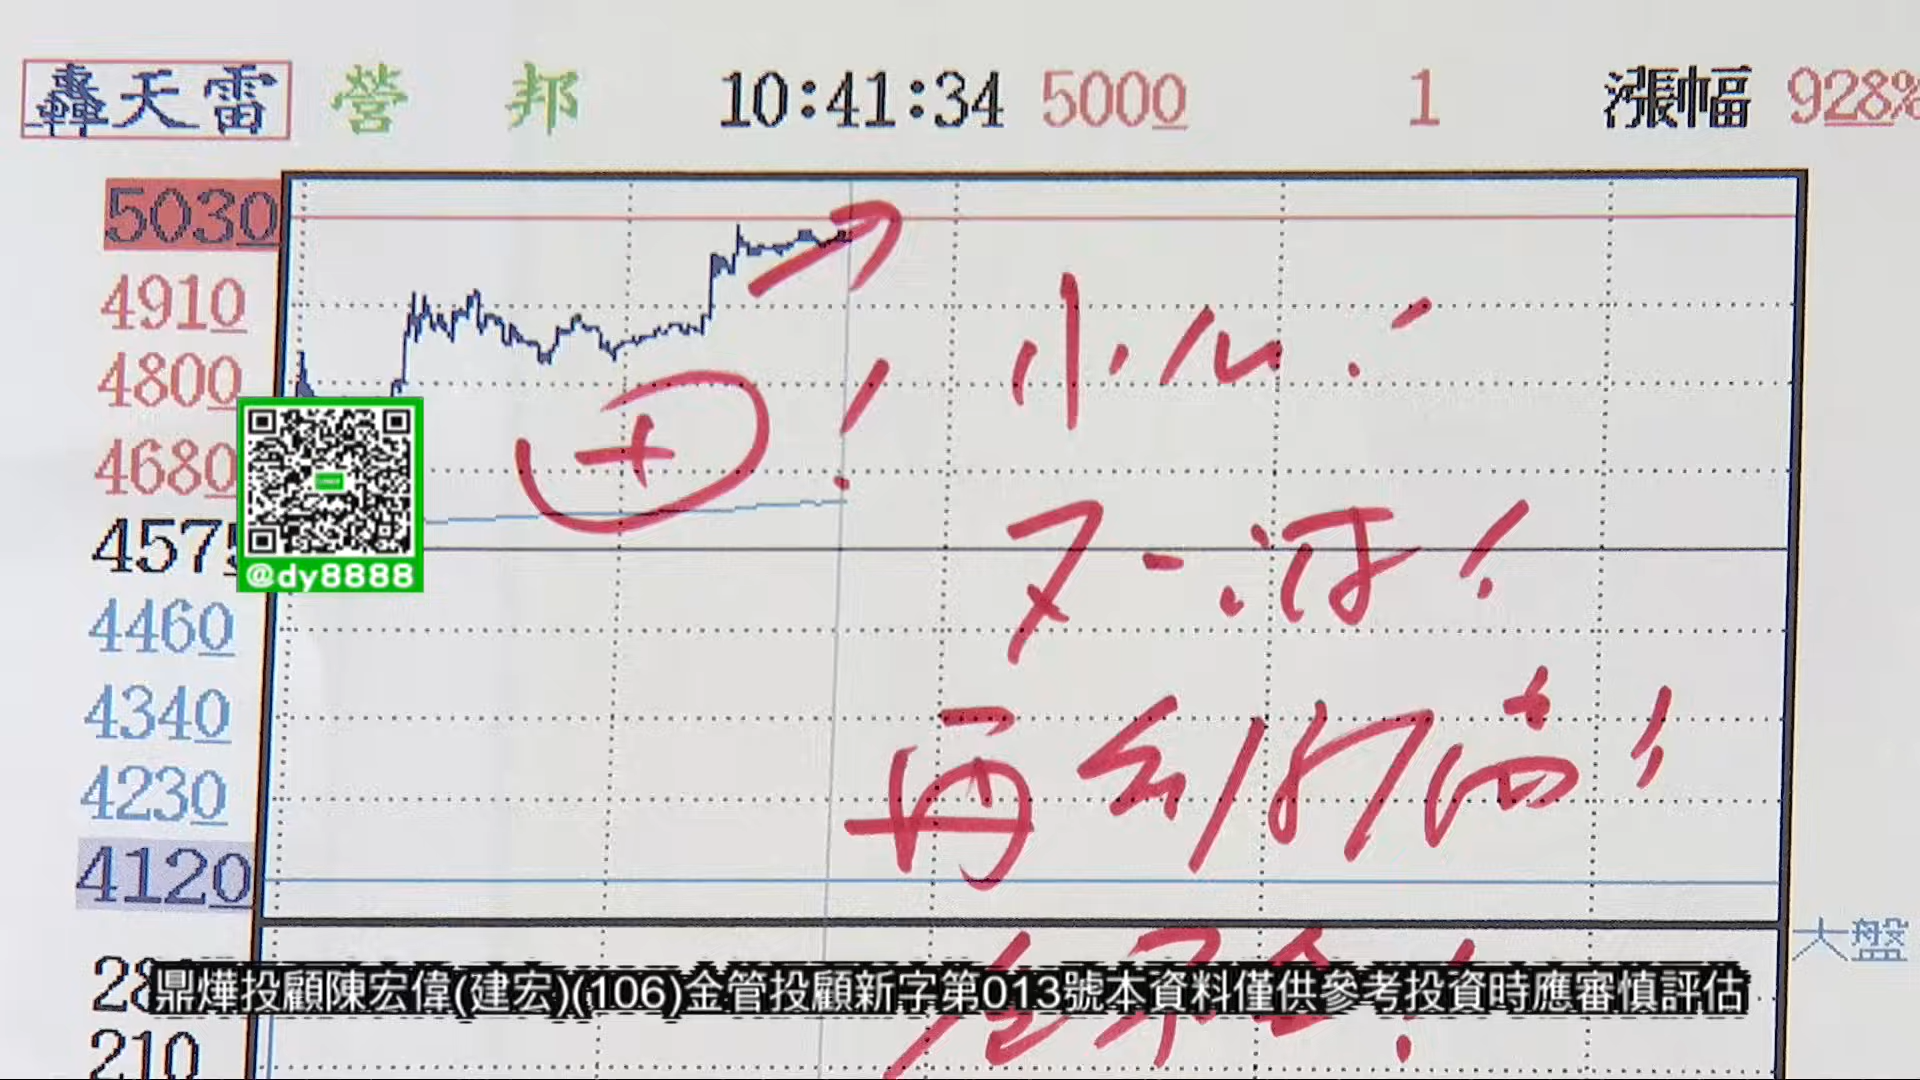 轟天雷 營 邦 10:41:34 5000 1 漲幅 928%
5030
4910
4800
4680
4575
4460
4340
4230
4120
小心!
又一波!
再創新高!
@dy8888
大盤
鼎燁投顧陳宏偉(建宏)(106)金管投顧新字第013號本資料僅供參考投資時應審慎評估
210